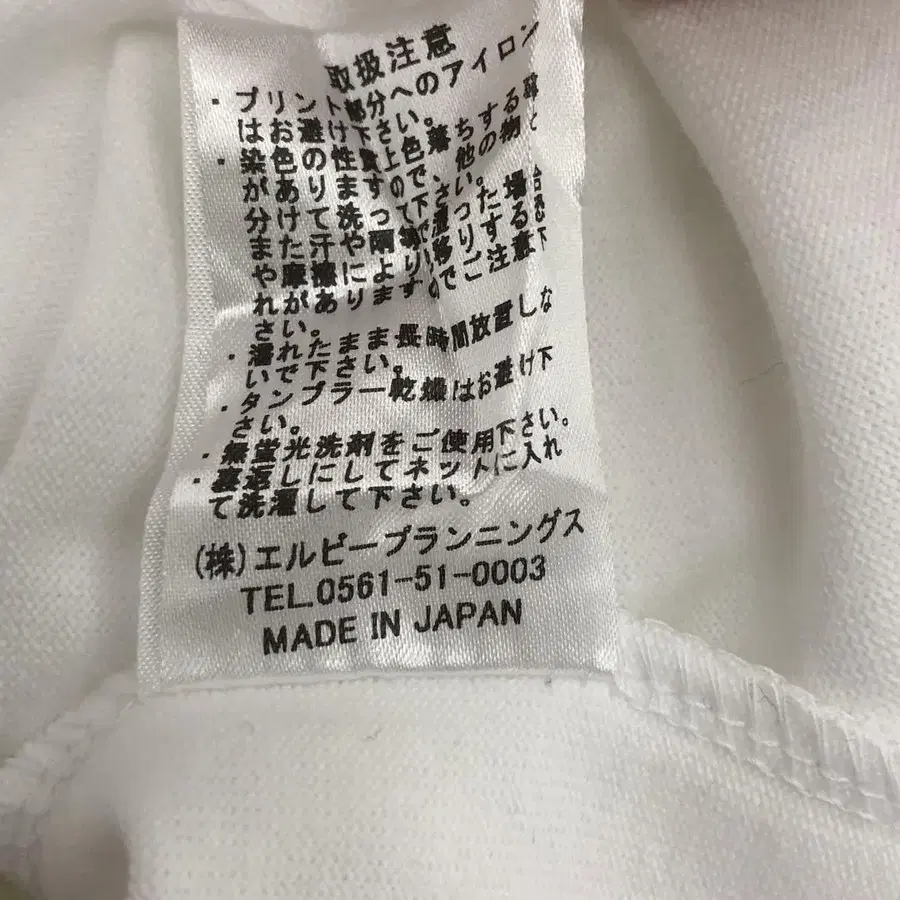 取扱注意
・プリント部分へのアイロン
はお避け下さい。
・染色の性質上色落ちする
がありますので、他の物と
分けて洗って下さい。
また汗や雨 湿った場合
や摩擦により移りする恐
れがありますのでご注意下
さい。
・濡れたまま長時間放置しな
いで下さい。
・タンブラー乾燥はお避け下
さい。
・無蛍光洗剤をご使用下さい。
・裏返しにしてネットに入れ
て洗濯して下さい。
(株)エルピープランニングス
TEL.0561-51-0003
MADE IN JAPAN